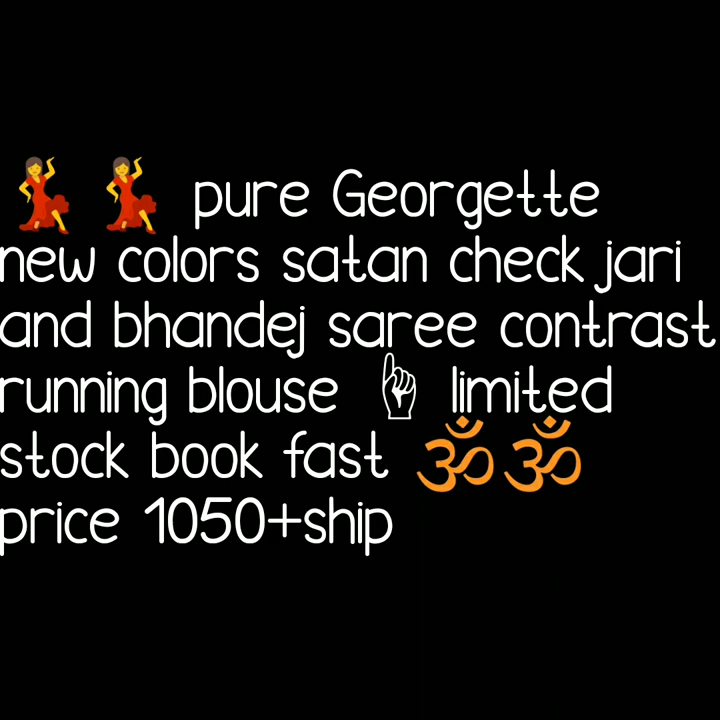 💃💃 pure Georgette
new colors satan check jari
and bhandej saree contrast
running blouse ☝ limited
stock book fast 🕉🕉
price 1050+ship